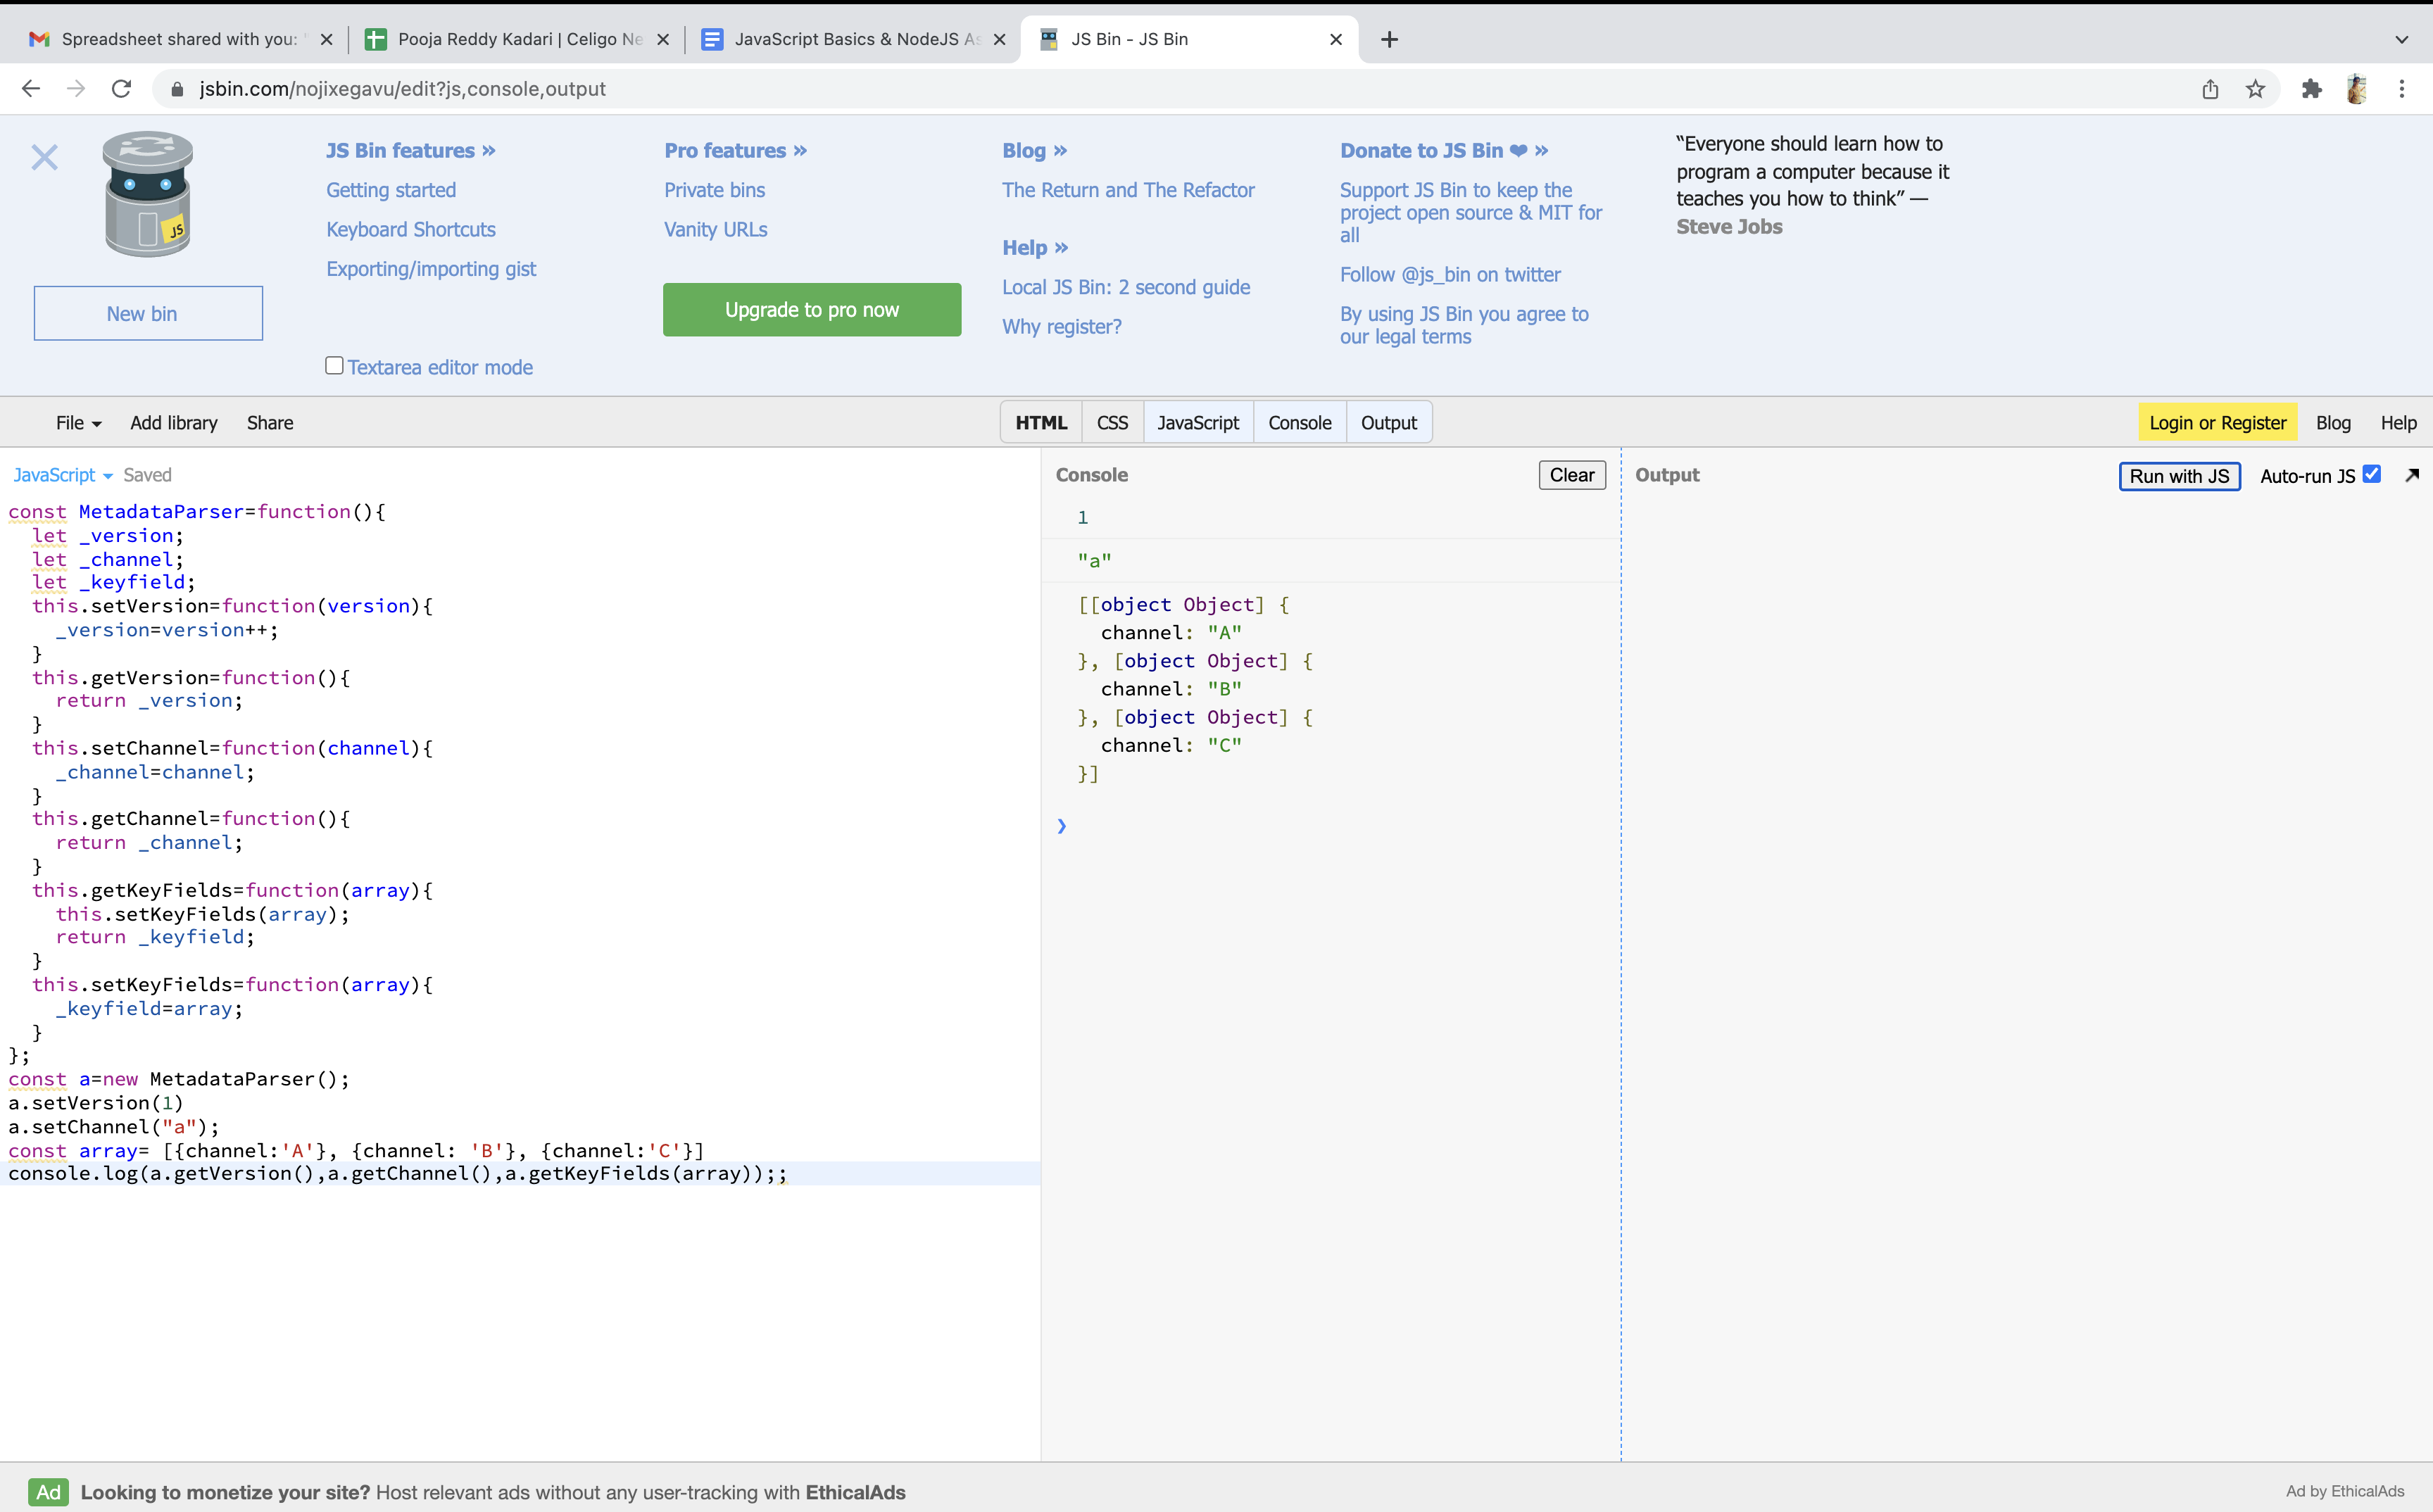 Spreadsheet shared with you: "
Pooja Reddy Kadari | Celigo Ne
JavaScript Basics & NodeJS As
JS Bin - JS Bin
jsbin.com/nojixegavu/edit?js,console,output
JS
New bin
JS Bin features »
Getting started
Keyboard Shortcuts
Exporting/importing gist
Textarea editor mode
Pro features »
Private bins
Vanity URLs
Upgrade to pro now
Blog »
The Return and The Refactor
Help »
Local JS Bin: 2 second guide
Why register?
Donate to JS Bin ❤ »
Support JS Bin to keep the
project open source & MIT for
all
Follow @js_bin on twitter
By using JS Bin you agree to
our legal terms
“Everyone should learn how to
program a computer because it
teaches you how to think” —
Steve Jobs
File Add library Share
HTML CSS JavaScript Console Output
Login or Register Blog Help
JavaScript Saved
const MetadataParser=function(){
let _version;
let _channel;
let _keyfield;
this.setVersion=function(version){
_version=version++;
}
this.getVersion=function(){
return _version;
}
this.setChannel=function(channel){
_channel=channel;
}
this.getChannel=function(){
return _channel;
}
this.getKeyFields=function(array){
this.setKeyFields(array);
return _keyfield;
}
this.setKeyFields=function(array){
_keyfield=array;
}
};
const a=new MetadataParser();
a.setVersion(1)
a.setChannel("a");
const array= [{channel:'A'}, {channel: 'B'}, {channel:'C'}]
console.log(a.getVersion(),a.getChannel(),a.getKeyFields(array));;
Console
Clear
1
"a"
[[object Object] {
channel: "A"
}, [object Object] {
channel: "B"
}, [object Object] {
channel: "C"
}]
❯
Output
Run with JS
Auto-run JS
Ad Looking to monetize your site? Host relevant ads without any user-tracking with EthicalAds
Ad by EthicalAds